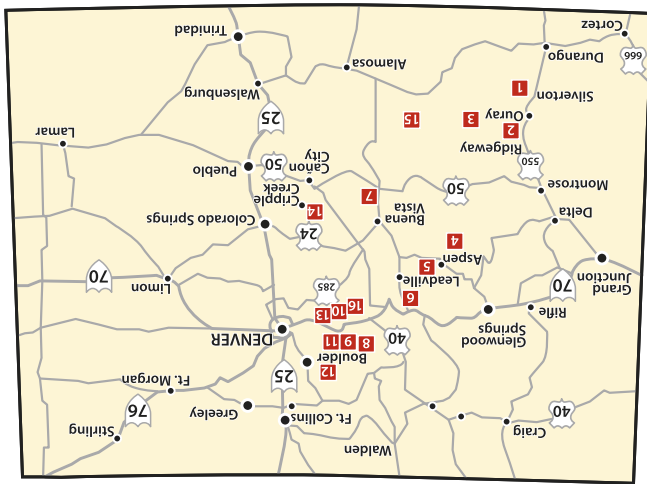 Walden
Craig
40
Ft. Collins
Greeley
76
Stirling
12
25
Ft. Morgan
Boulder
8
9
11
40
DENVER
Glenwood
Springs
Rifle
16
10
13
6
285
Grand
Junction
70
Leadville
5
Limon
70
Aspen
4
24
Buena
Vista
Colorado Springs
Delta
14
Cripple
Creek
7
Montrose
50
550
Cañon
City
50
Pueblo
Ridgeway
2
Ouray
3
15
25
Lamar
Silverton
1
Walsenburg
666
Durango
Alamosa
Trinidad
Cortez